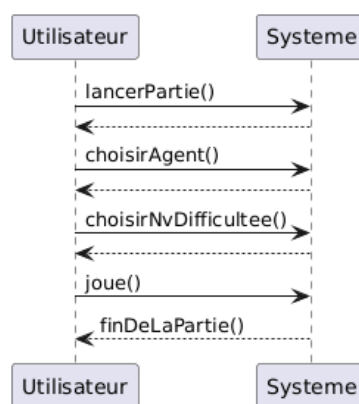 Utilisateur Systeme
lancerPartie()
choisirAgent()
choisirNvDifficultee()
joue()
finDeLaPartie()
Utilisateur Systeme